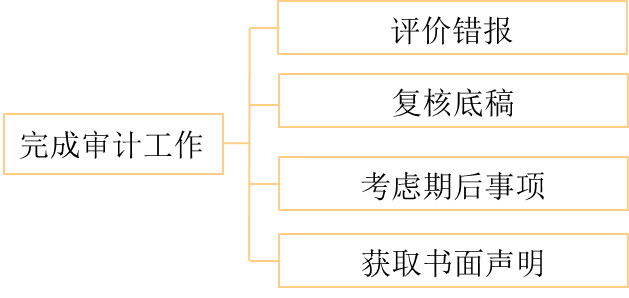 评价错报
复核底稿
完成审计工作
考虑期后事项
获取书面声明